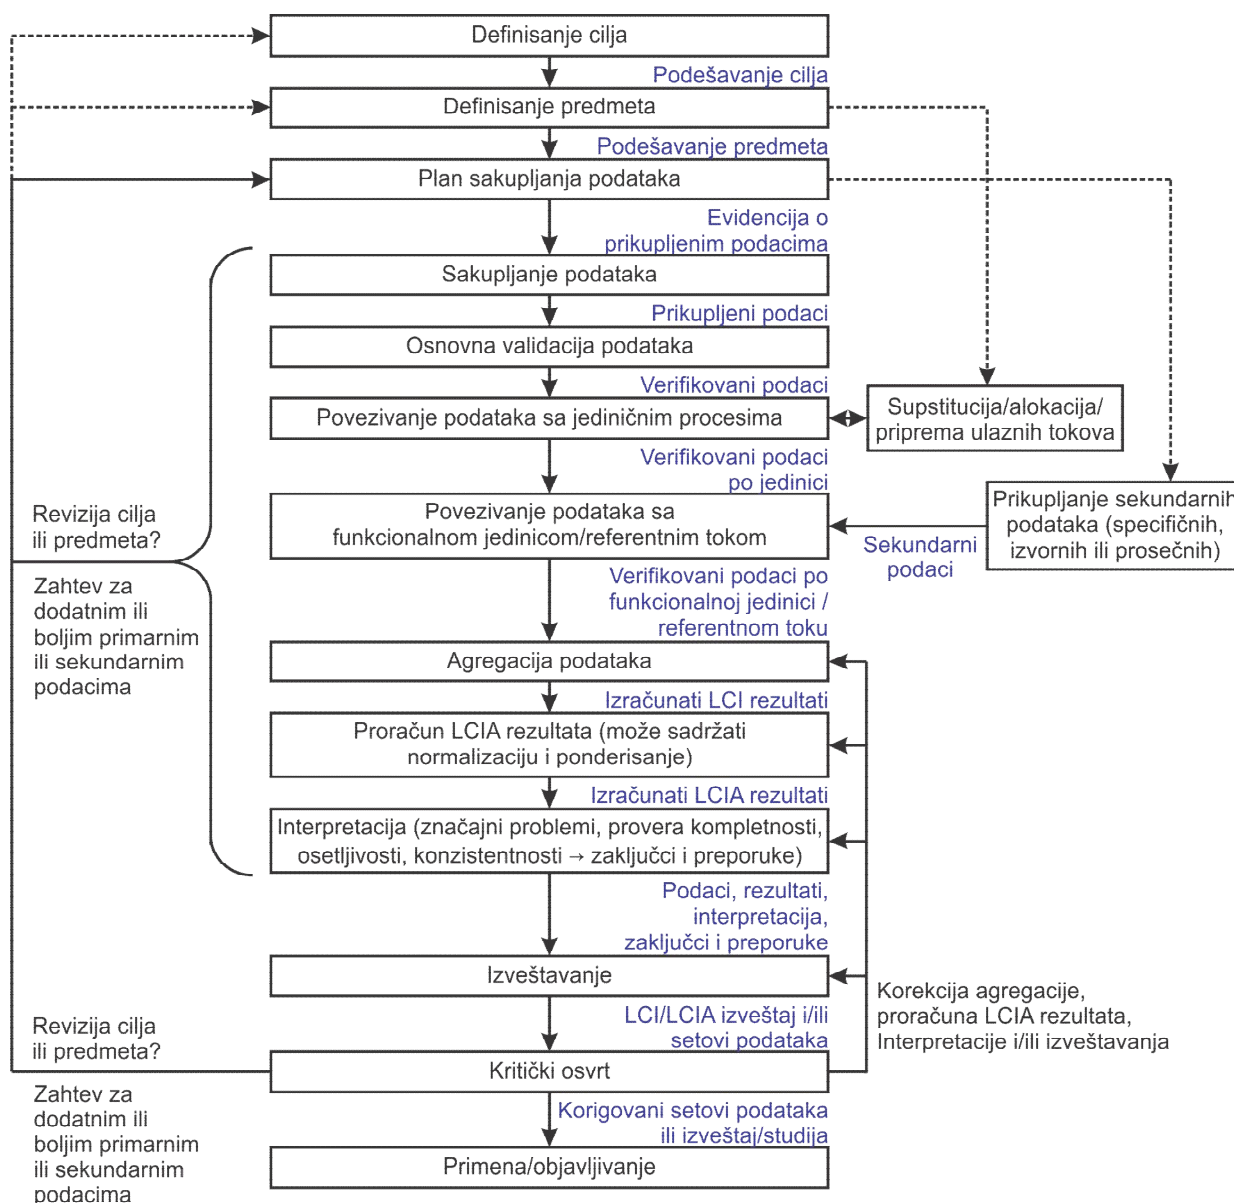 Definisanje cilja
Podešavanje cilja
Definisanje predmeta
Podešavanje predmeta
Plan sakupljanja podataka
Evidencija o
prikupljenim podacima
Sakupljanje podataka
Prikupljeni podaci
Osnovna validacija podataka
Verifikovani podaci
Povezivanje podataka sa jediničnim procesima
Supstitucija/alokacija/
priprema ulaznih tokova
Verifikovani podaci
po jedinici
Povezivanje podataka sa
funkcionalnom jedinicom/referentnim tokom
Prikupljanje sekundarnih
podataka (specifičnih,
izvornih ili prosečnih)
Sekundarni
podaci
Revizija cilja
ili predmeta?
Zahtev za
dodatnim ili
boljim primarnim
ili sekundarnim
podacima
Verifikovani podaci po
funkcionalnoj jedinici /
referentnom toku
Agregacija podataka
Izračunati LCI rezultati
Proračun LCIA rezultata (može sadržati
normalizaciju i ponderisanje)
Izračunati LCIA rezultati
Interpretacija (značajni problemi, provera kompletnosti,
osetljivosti, konzistentnosti → zaključci i preporuke)
Podaci, rezultati,
interpretacija,
zaključci i preporuke
Izveštavanje
LCI/LCIA izveštaj i/ili
setovi podataka
Korekcija agregacije,
proračuna LCIA rezultata,
Interpretacije i/ili izveštavanja
Revizija cilja
ili predmeta?
Kritički osvrt
Zahtev za
dodatnim ili
boljim primarnim
ili sekundarnim
podacima
Korigovani setovi podataka
ili izveštaj/studija
Primena/objavljivanje